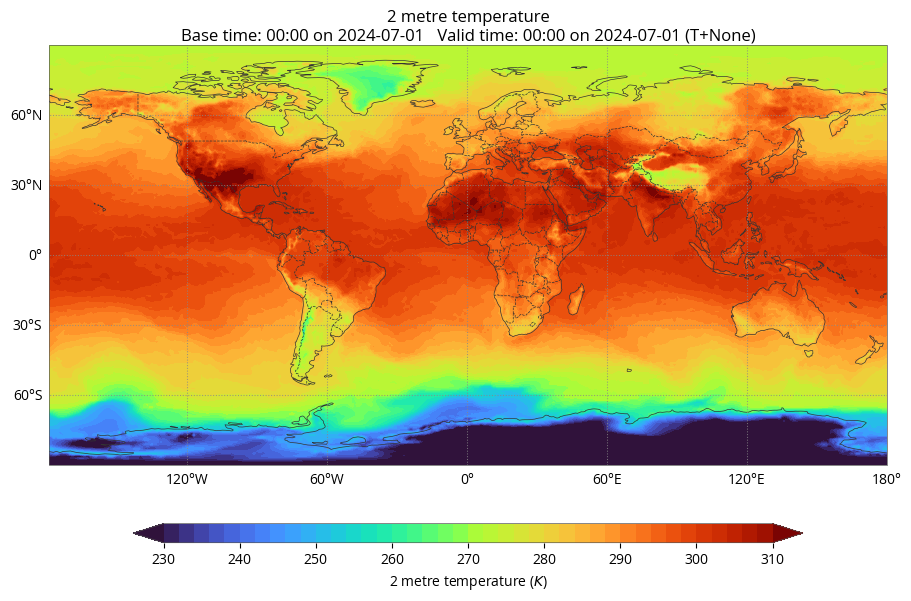 2 metre temperature
Base time: 00:00 on 2024-07-01   Valid time: 00:00 on 2024-07-01 (T+None)
60°N
30°N
0°
30°S
60°S
120°W 60°W 0° 60°E 120°E 180°
230 240 250 260 270 280 290 300 310
2 metre temperature (K)